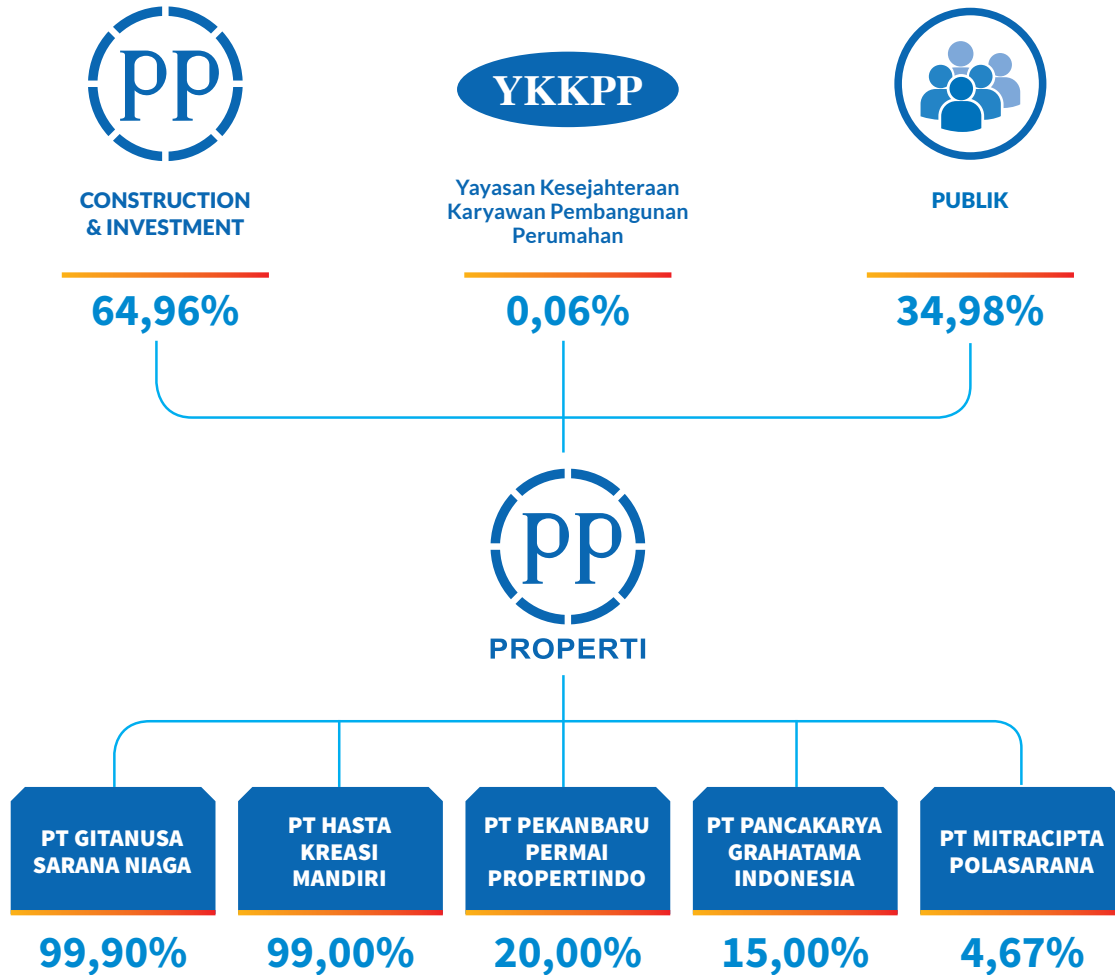 pp
CONSTRUCTION
& INVESTMENT
64,96%
YKKPP
Yayasan Kesejahteraan
Karyawan Pembangunan
Perumahan
0,06%
PUBLIK
34,98%
pp
PROPERTI
PT GITANUSA
SARANA NIAGA
99,90%
PT HASTA
KREASI
MANDIRI
99,00%
PT PEKANBARU
PERMAI
PROPERTINDO
20,00%
PT PANCAKARYA
GRAHATAMA
INDONESIA
15,00%
PT MITRACIPTA
POLASARANA
4,67%